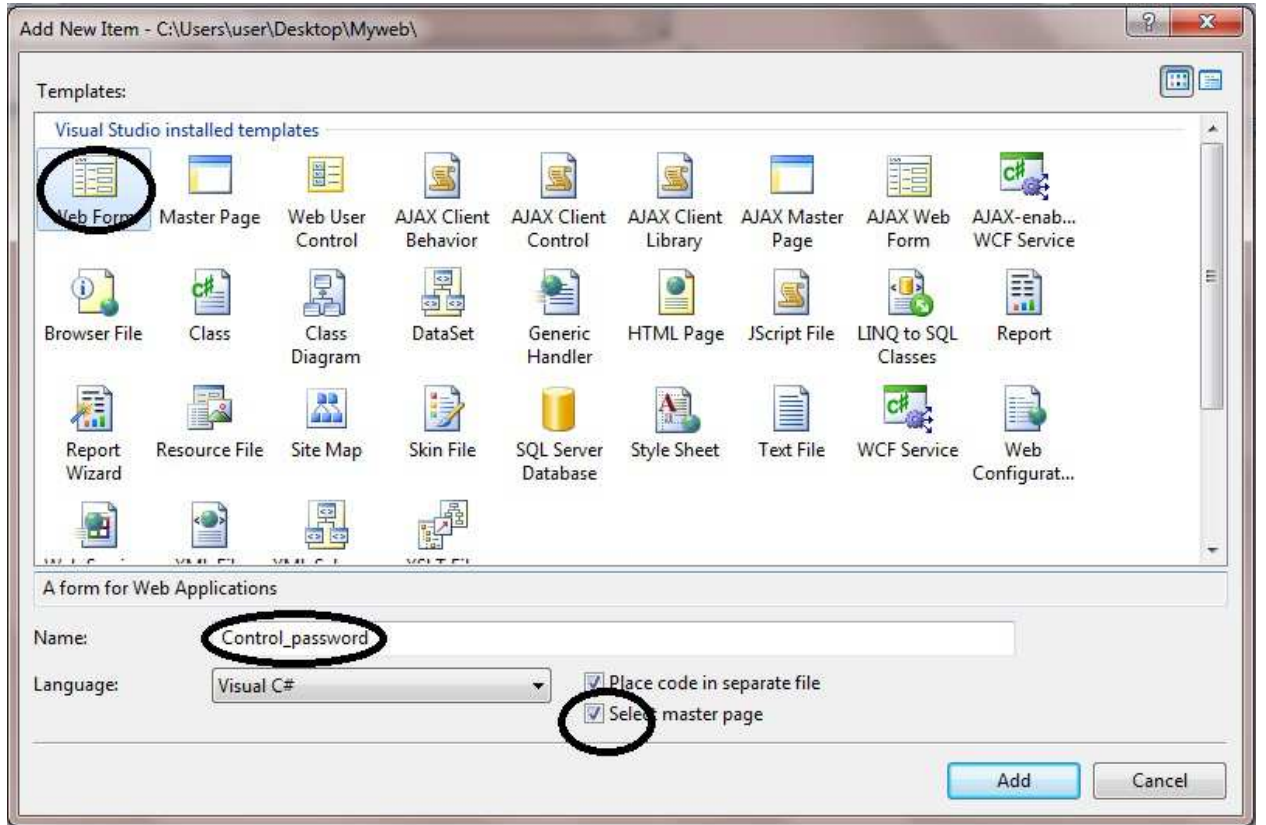 Add New Item - C:\Users\user\Desktop\Myweb\
Templates:
Visual Studio installed templates
Web Form Master Page Web User Control AJAX Client Behavior AJAX Client Control AJAX Client Library AJAX Master Page AJAX Web Form AJAX-enab... WCF Service
Browser File Class Class Diagram DataSet Generic Handler HTML Page JScript File LINQ to SQL Classes Report
Report Wizard Resource File Site Map Skin File SQL Server Database Style Sheet Text File WCF Service Web Configurat...
A form for Web Applications
Name: Control_password
Language: Visual C# Place code in separate file
Select master page
Add Cancel